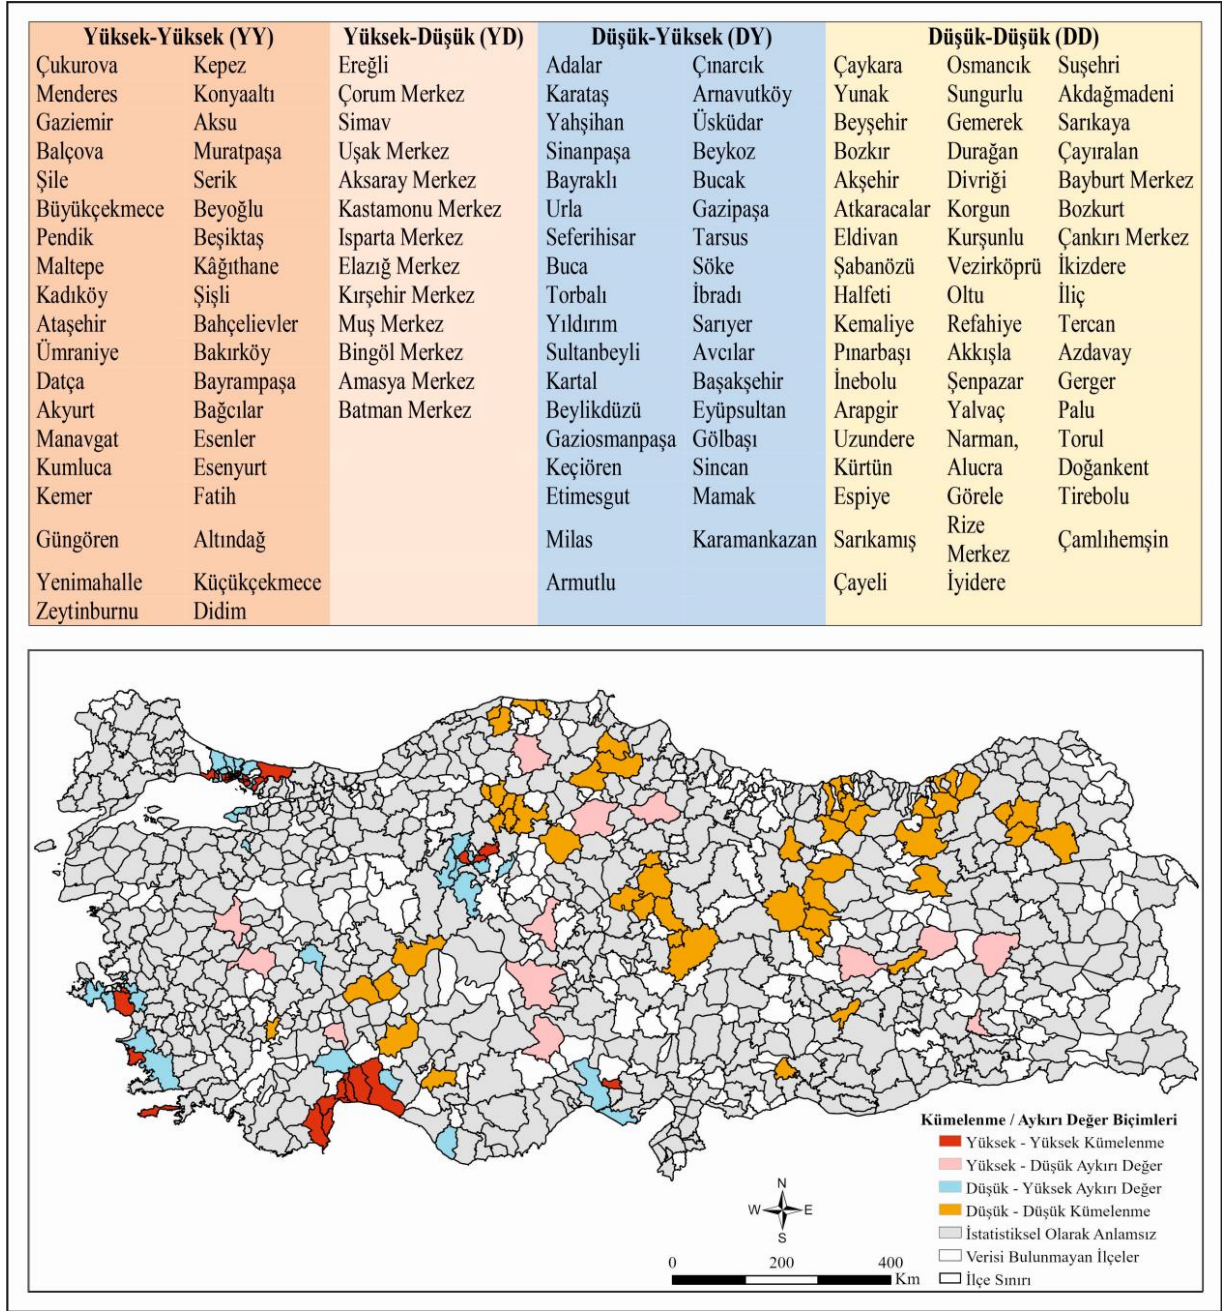 Yüksek-Yüksek (YY) Yüksek-Düşük (YD) Düşük-Yüksek (DY) Düşük-Düşük (DD)
Çukurova Kepez Ereğli Adalar Çınarcık Çaykara Osmancık Suşehri
Menderes Konyaaltı Çorum Merkez Karataş Arnavutköy Yunak Sungurlu Akdağmadeni
Gaziemir Aksu Simav Yahşihan Üsküdar Beyşehir Gemerek Sarıkaya
Balçova Muratpaşa Uşak Merkez Sinanpaşa Beykoz Bozkır Durağan Çayıralan
Şile Serik Aksaray Merkez Bayraklı Bucak Akşehir Divriği Bayburt Merkez
Büyükçekmece Beyoğlu Kastamonu Merkez Urla Gazipaşa Atkaracalar Korgun Bozkurt
Pendik Beşiktaş Isparta Merkez Seferihisar Tarsus Eldivan Kurşunlu Çankırı Merkez
Maltepe Kâğıthane Elazığ Merkez Buca Söke Şabanözü Vezirköprü İkizdere
Kadıköy Şişli Kırşehir Merkez Torbalı İbradı Halfeti Oltu İliç
Ataşehir Bahçelievler Muş Merkez Yıldırım Sarıyer Kemaliye Refahiye Tercan
Ümraniye Bakırköy Bingöl Merkez Sultanbeyli Avcılar Pınarbaşı Akkışla Azdavay
Datça Bayrampaşa Amasya Merkez Kartal Başakşehir İnebolu Şenpazar Gerger
Akyurt Bağcılar Batman Merkez Beylikdüzü Eyüpsultan Arapgir Yalvaç Palu
Manavgat Esenler Gaziosmanpaşa Gölbaşı Uzundere Narman, Torul
Kumluca Esenyurt Keçiören Sincan Kürtün Alucra Doğankent
Kemer Fatih Etimesgut Mamak Espiye Görele Tirebolu
Güngören Altındağ Milas Karamankazan Sarıkamış Rize Merkez Çamlıhemşin
Yenimahalle Küçükçekmece Armutlu Çayeli İyidere
Zeytinburnu Didim
Kümelenme / Aykırı Değer Biçimleri
Yüksek - Yüksek Kümelenme
Yüksek - Düşük Aykırı Değer
Düşük - Yüksek Aykırı Değer
Düşük - Düşük Kümelenme
İstatistiksel Olarak Anlamsız
Verisi Bulunmayan İlçeler
İlçe Sınırı
N
W E
S
0 200 400
Km